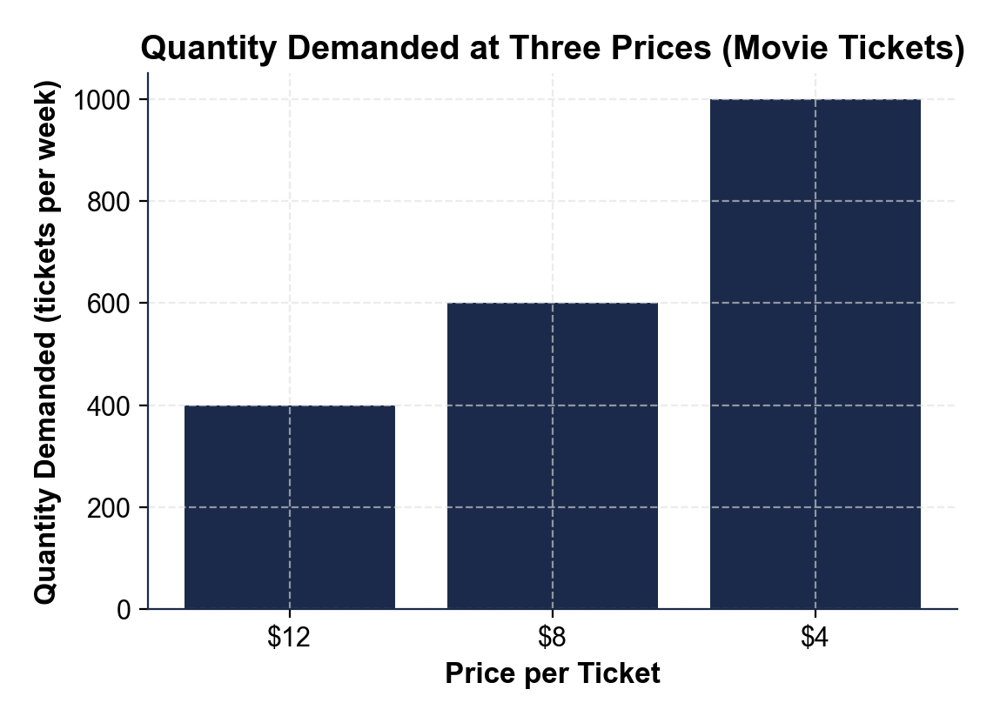 Quantity Demanded at Three Prices (Movie Tickets)
Quantity Demanded (tickets per week)
1000
800
600
400
200
0
$12 $8 $4
Price per Ticket